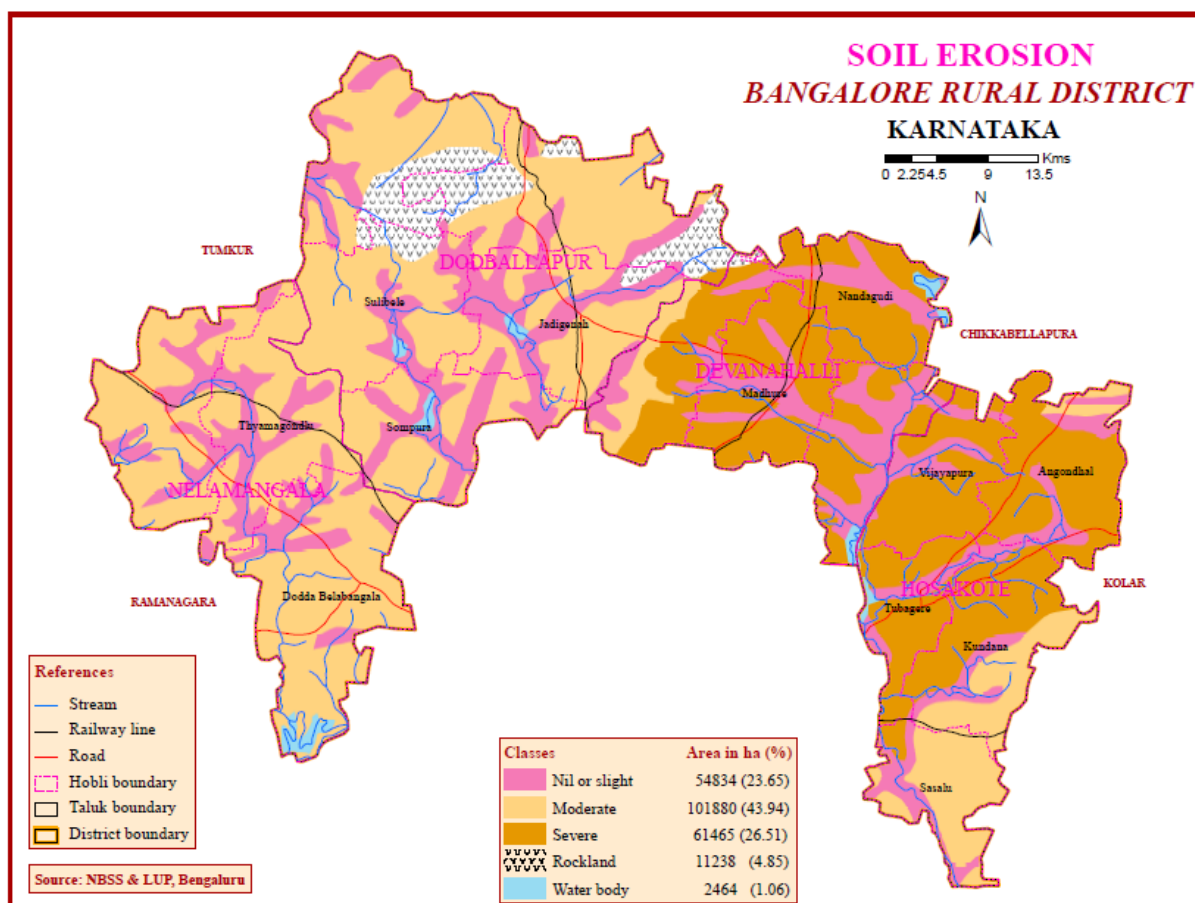 SOIL EROSION
BANGALORE RURAL DISTRICT
KARNATAKA
Kms
0 2.254.5 9 13.5
N
TUMKUR
DODBALLAPUR
Nandagudi
Sulibele
Jadigenah
CHIKKABELLAPURA
DEVANAHALLI
Madhure
Thyamagondlu
Sompura
Vijayapura
Angondhal
NELAMANGALA
KOLAR
HOSAKOTE
RAMANAGARA
Dodda Belabangala
Tubagere
Kundana
Sasalu
References
Stream
Railway line
Road
Hobli boundary
Taluk boundary
District boundary
Source: NBSS & LUP, Bengaluru
Classes Area in ha (%)
Nil or slight 54834 (23.65)
Moderate 101880 (43.94)
Severe 61465 (26.51)
Rockland 11238 (4.85)
Water body 2464 (1.06)